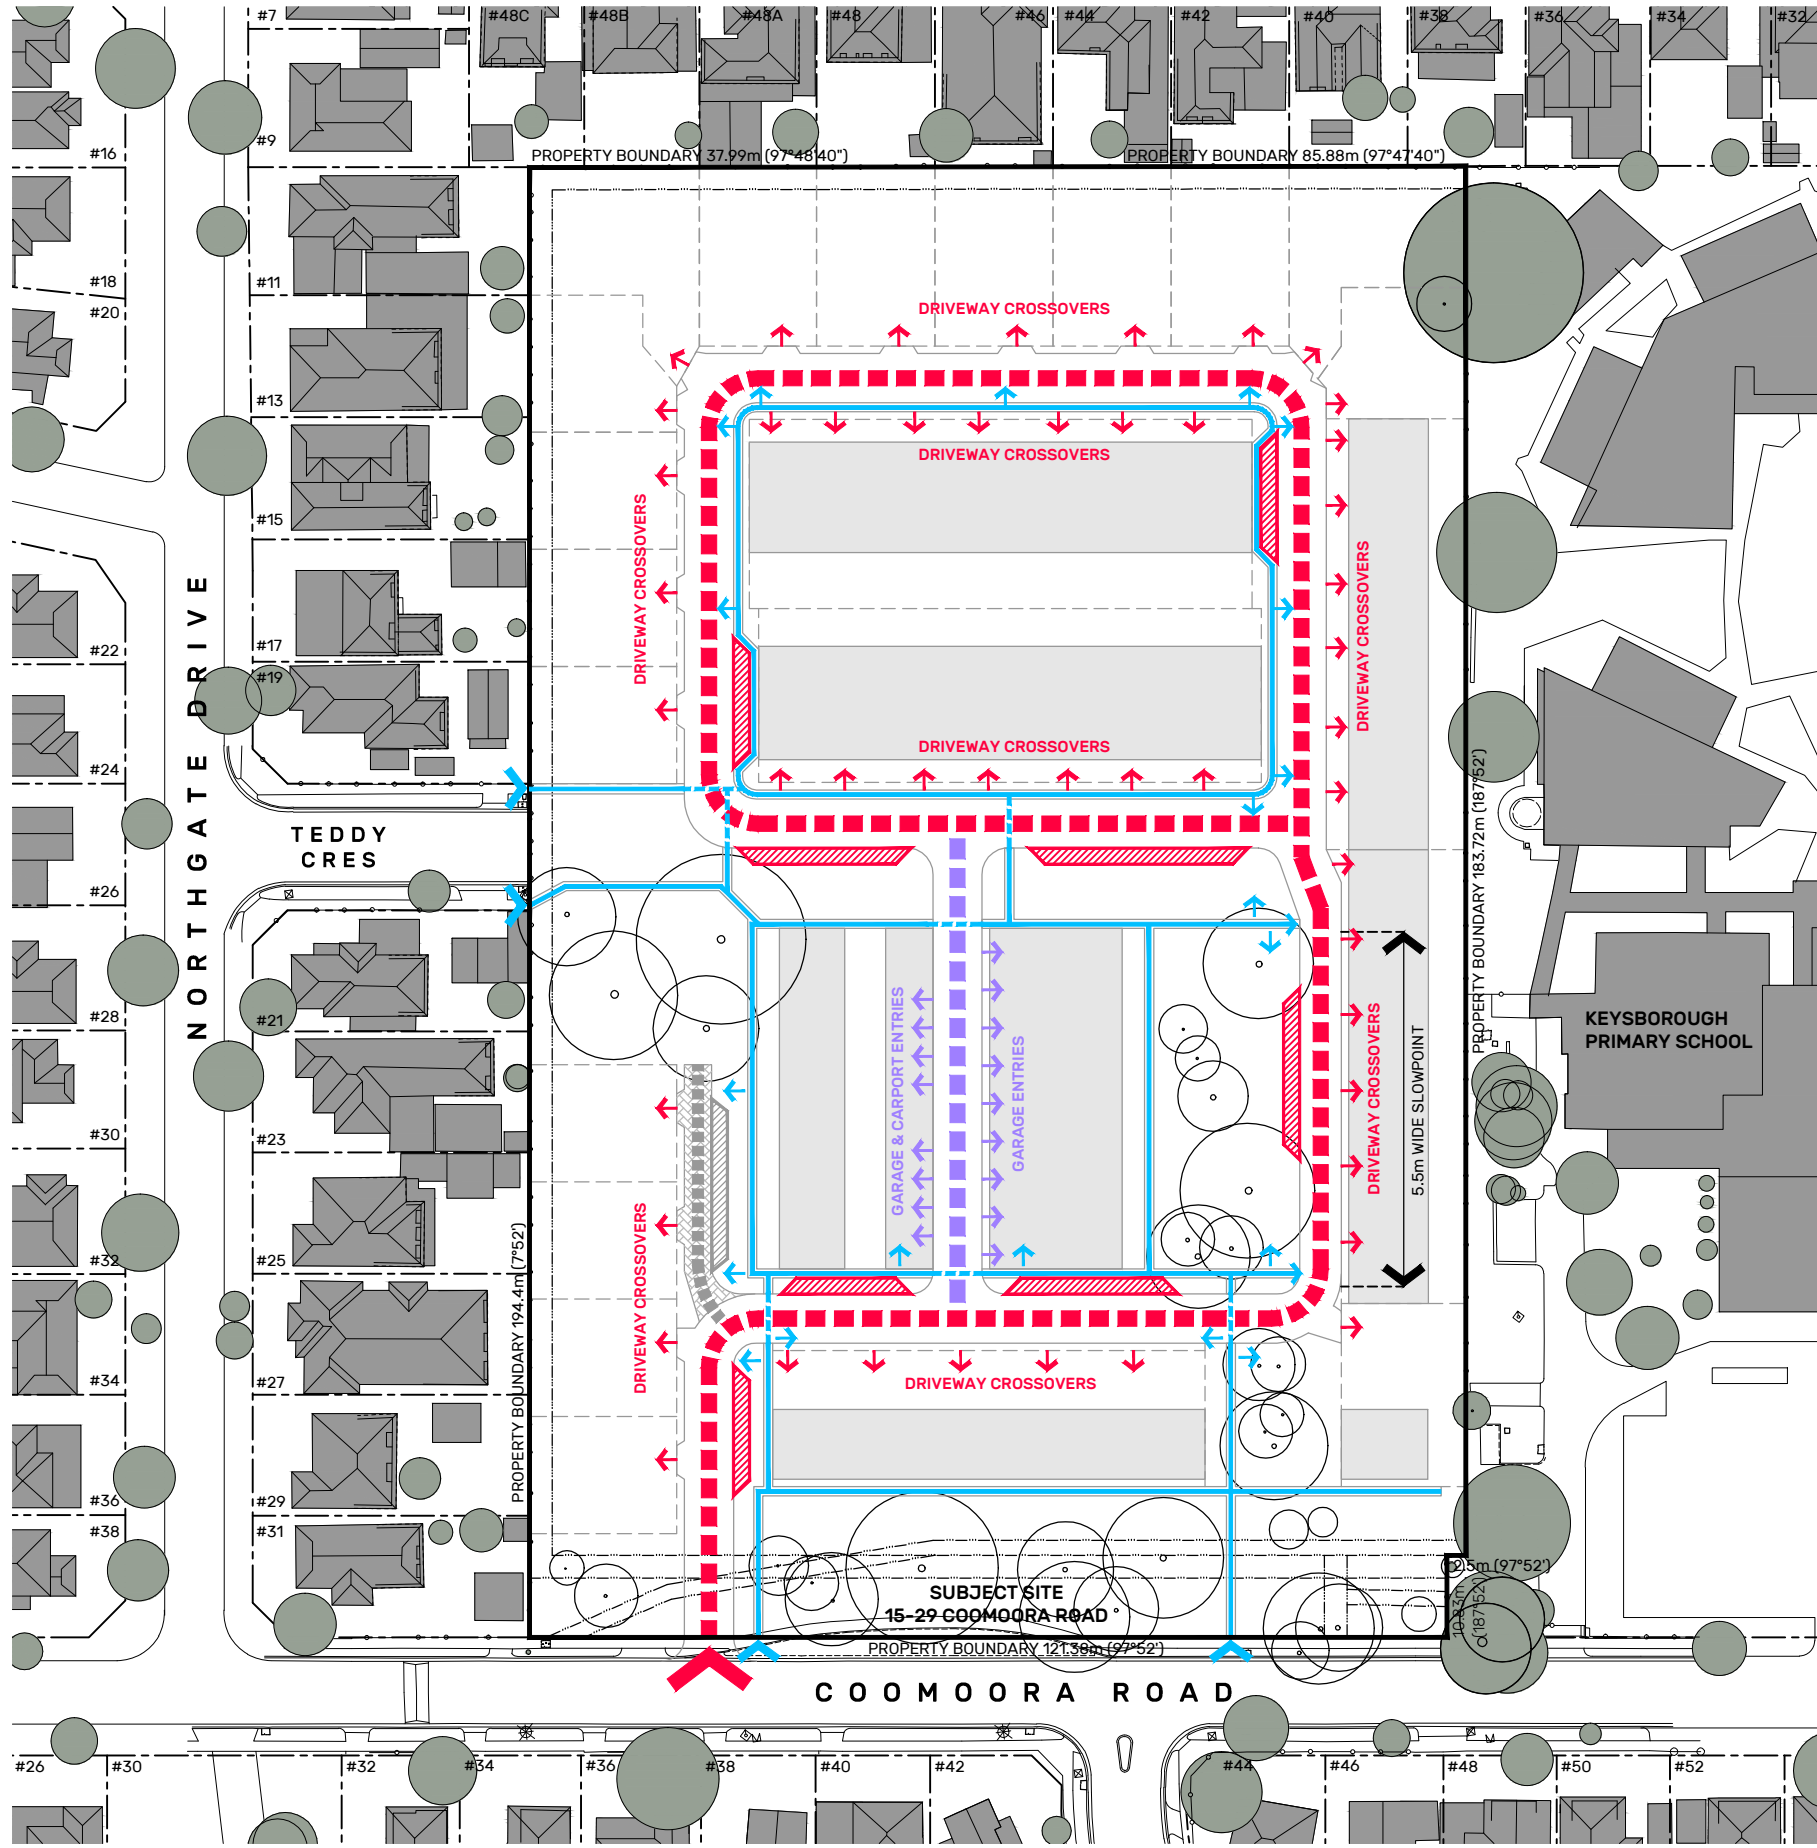 #7
#48C
#48B
#48A
#48
#46
#44
#42
#40
#38
#36
#34
#32
#9
#16
PROPERTY BOUNDARY 37.99m (97°48'40")
PROPERTY BOUNDARY 85.88m (97°47'40")
#18
#11
#20
DRIVEWAY CROSSOVERS
#13
DRIVEWAY CROSSOVERS
#15
DRIVEWAY CROSSOVERS
DRIVEWAY CROSSOVERS
NORTHGATE DRIVE
#22
#17
#19
DRIVEWAY CROSSOVERS
#24
PROPERTY BOUNDARY 183.72m (187°52')
TEDDY
CRES
#26
#28
#21
GARAGE & CARPORT ENTRIES
GARAGE ENTRIES
DRIVEWAY CROSSOVERS
5.5m WIDE SLOWPOINT
KEYSBOROUGH
PRIMARY SCHOOL
#30
#23
#32
#25
PROPERTY BOUNDARY 194.4m (7°52')
DRIVEWAY CROSSOVERS
#34
#27
DRIVEWAY CROSSOVERS
#36
#29
#38
#31
2.5m (97°52')
10.83m
(187°52')
SUBJECT SITE
15-29 COOMOORA ROAD
PROPERTY BOUNDARY 121.38m (97°52')
COOMOORA ROAD
#26
#30
#32
#34
#36
#38
#40
#42
#44
#46
#48
#50
#52